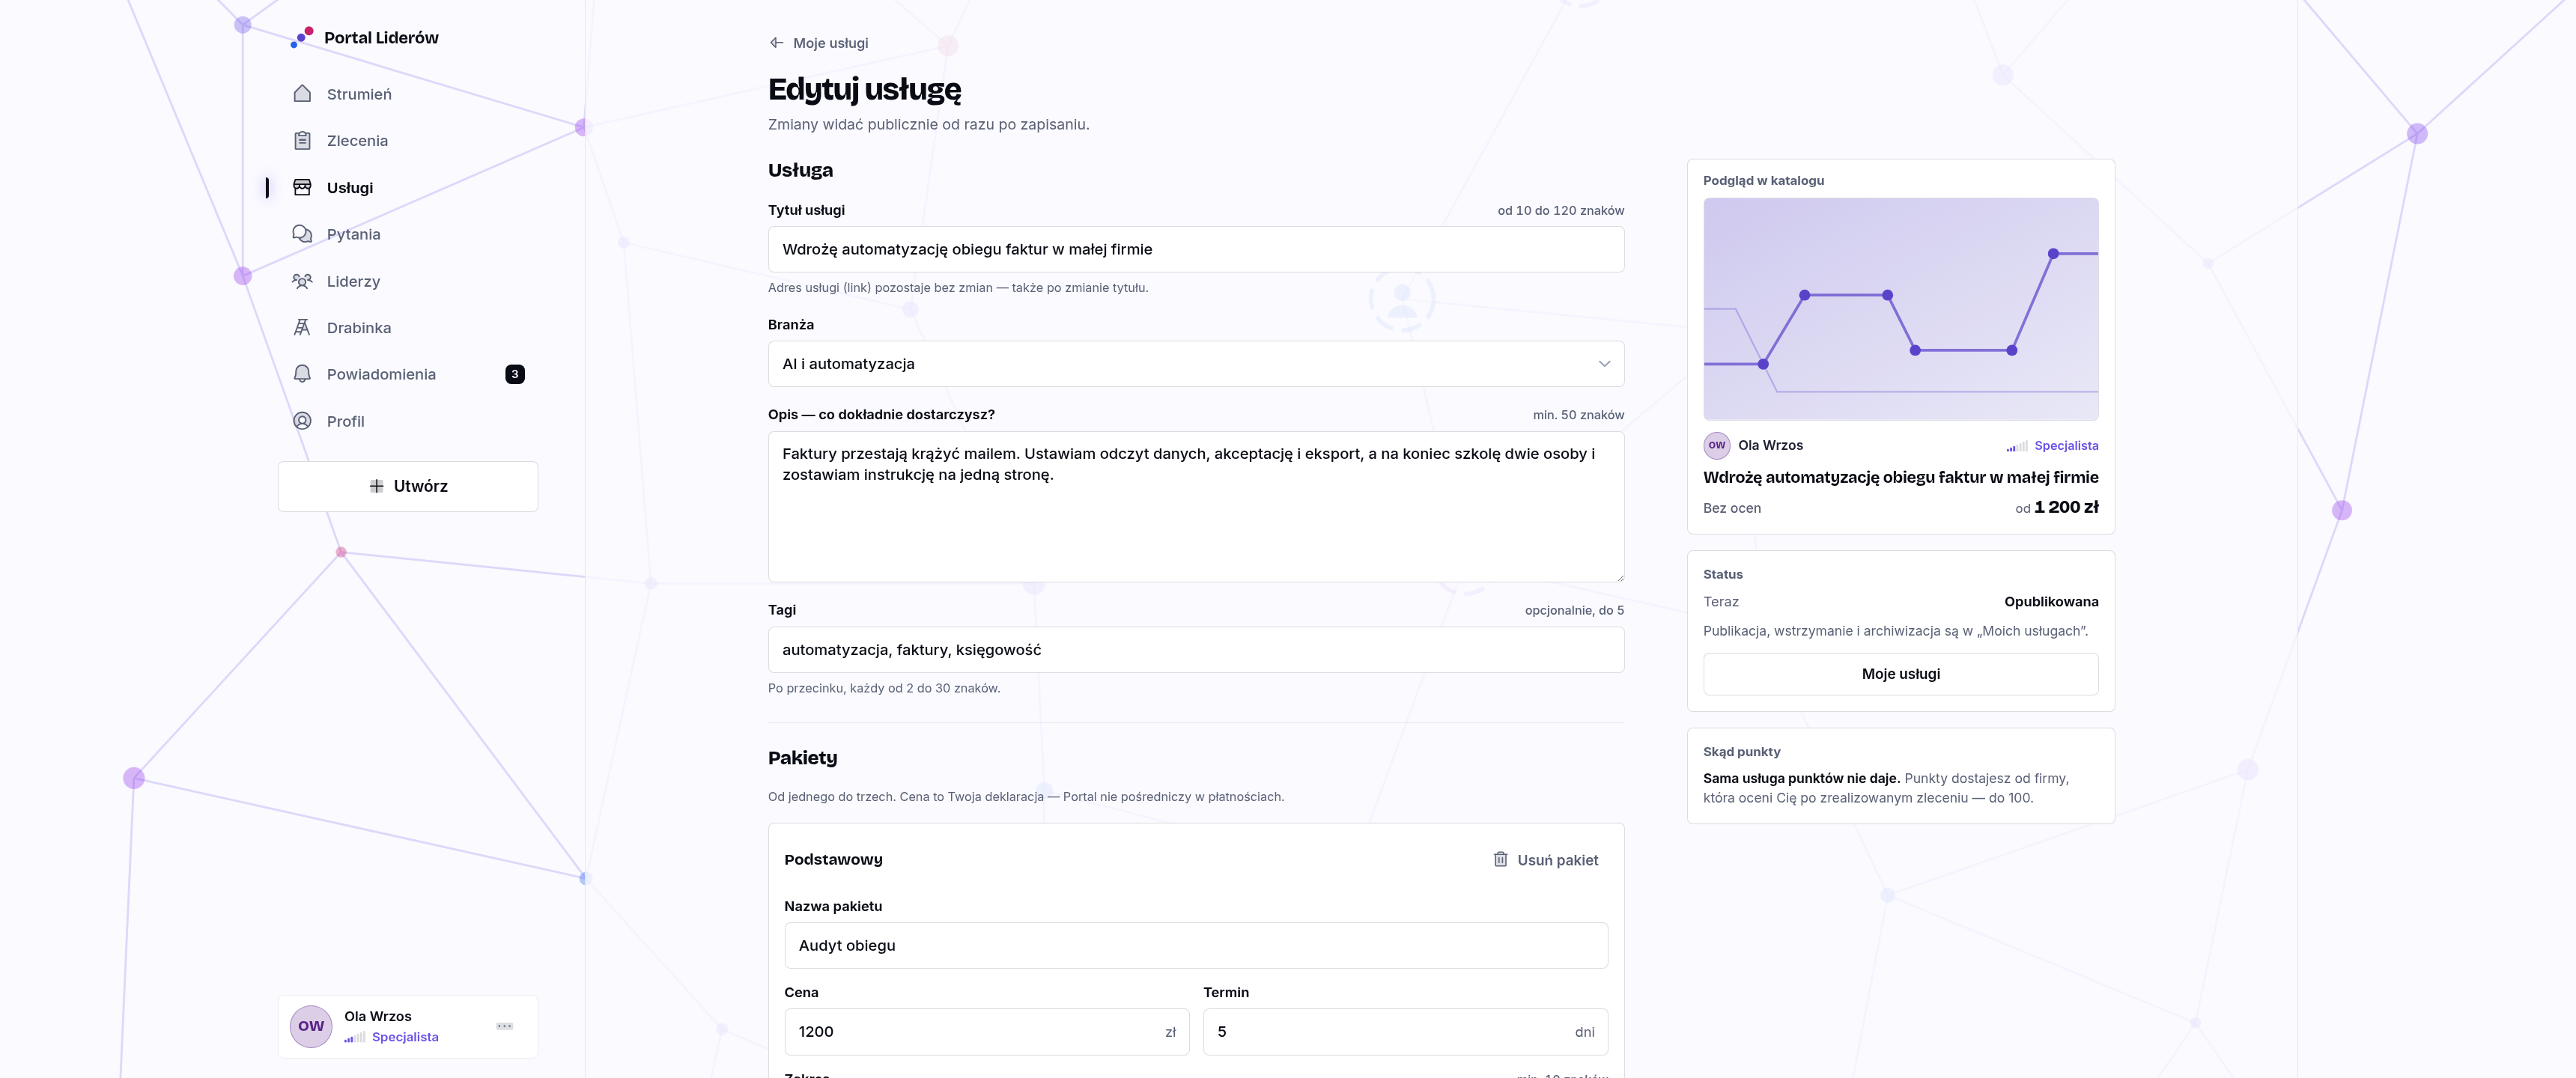 Portal Liderów
Strumień
Zlecenia
Usługi
Pytania
Liderzy
Drabinka
Powiadomienia
3
Profil
Utwórz
OW
Ola Wrzos
Specjalista
Moje usługi
Edytuj usługę
Zmiany widać publicznie od razu po zapisaniu.
Usługa
Tytuł usługi
od 10 do 120 znaków
Wdrożę automatyzację obiegu faktur w małej firmie
Adres usługi (link) pozostaje bez zmian — także po zmianie tytułu.
Branża
AI i automatyzacja
Opis — co dokładnie dostarczysz?
min. 50 znaków
Faktury przestają krążyć mailem. Ustawiam odczyt danych, akceptację i eksport, a na koniec szkolę dwie osoby i
zostawiam instrukcję na jedną stronę.
Tagi
opcjonalnie, do 5
automatyzacja, faktury, księgowość
Po przecinku, każdy od 2 do 30 znaków.
Pakiety
Od jednego do trzech. Cena to Twoja deklaracja — Portal nie pośredniczy w płatnościach.
Podstawowy
Usuń pakiet
Nazwa pakietu
Audyt obiegu
Cena
Termin
1200
zł
5
dni
Podgląd w katalogu
OW
Ola Wrzos
Specjalista
Wdrożę automatyzację obiegu faktur w małej firmie
Bez ocen
od 1 200 zł
Status
Teraz
Opublikowana
Publikacja, wstrzymanie i archiwizacja są w „Moich usługach”.
Moje usługi
Skąd punkty
Sama usługa punktów nie daje. Punkty dostajesz od firmy,
która oceni Cię po zrealizowanym zleceniu — do 100.